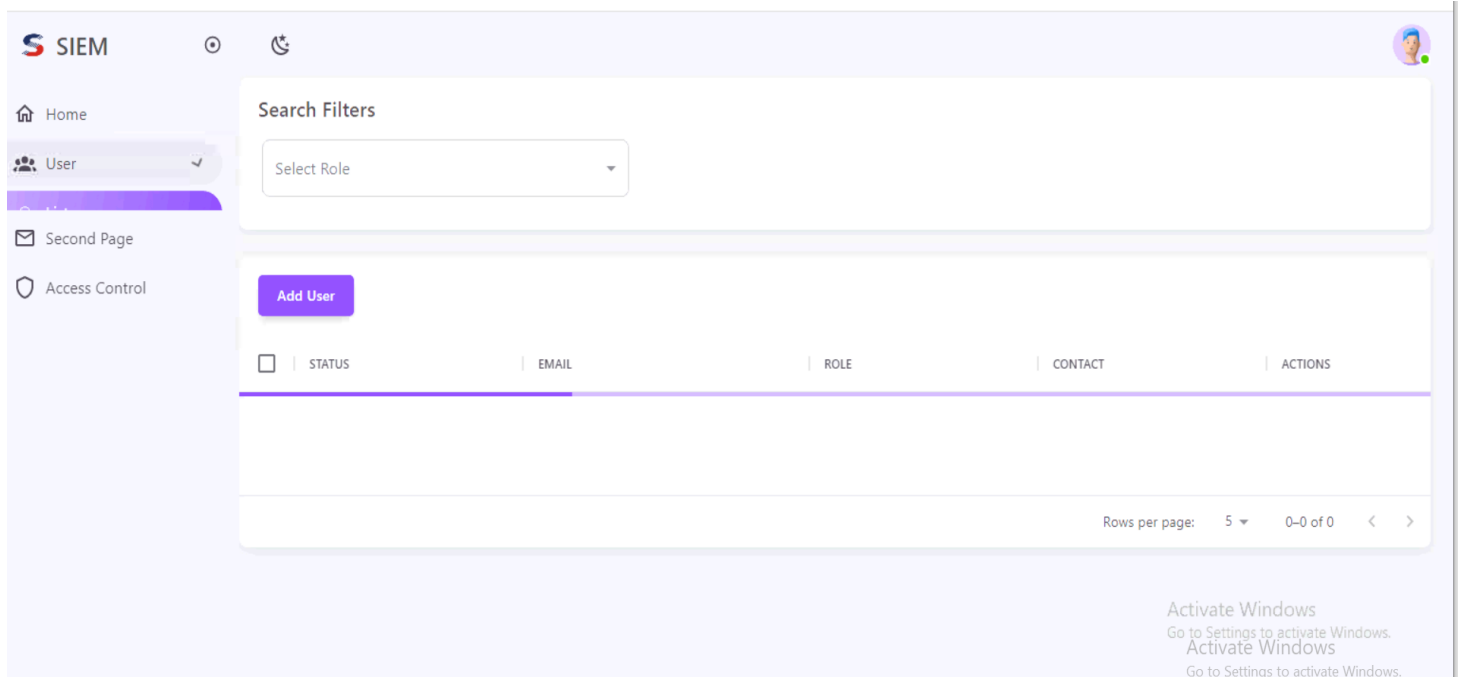 SIEM
Home
User
Second Page
Access Control
Search Filters
Select Role
Add User
STATUS EMAIL ROLE CONTACT ACTIONS
Rows per page: 5 0–0 of 0
Activate Windows
Go to Settings to activate Windows.
Activate Windows
Go to Settings to activate Windows.